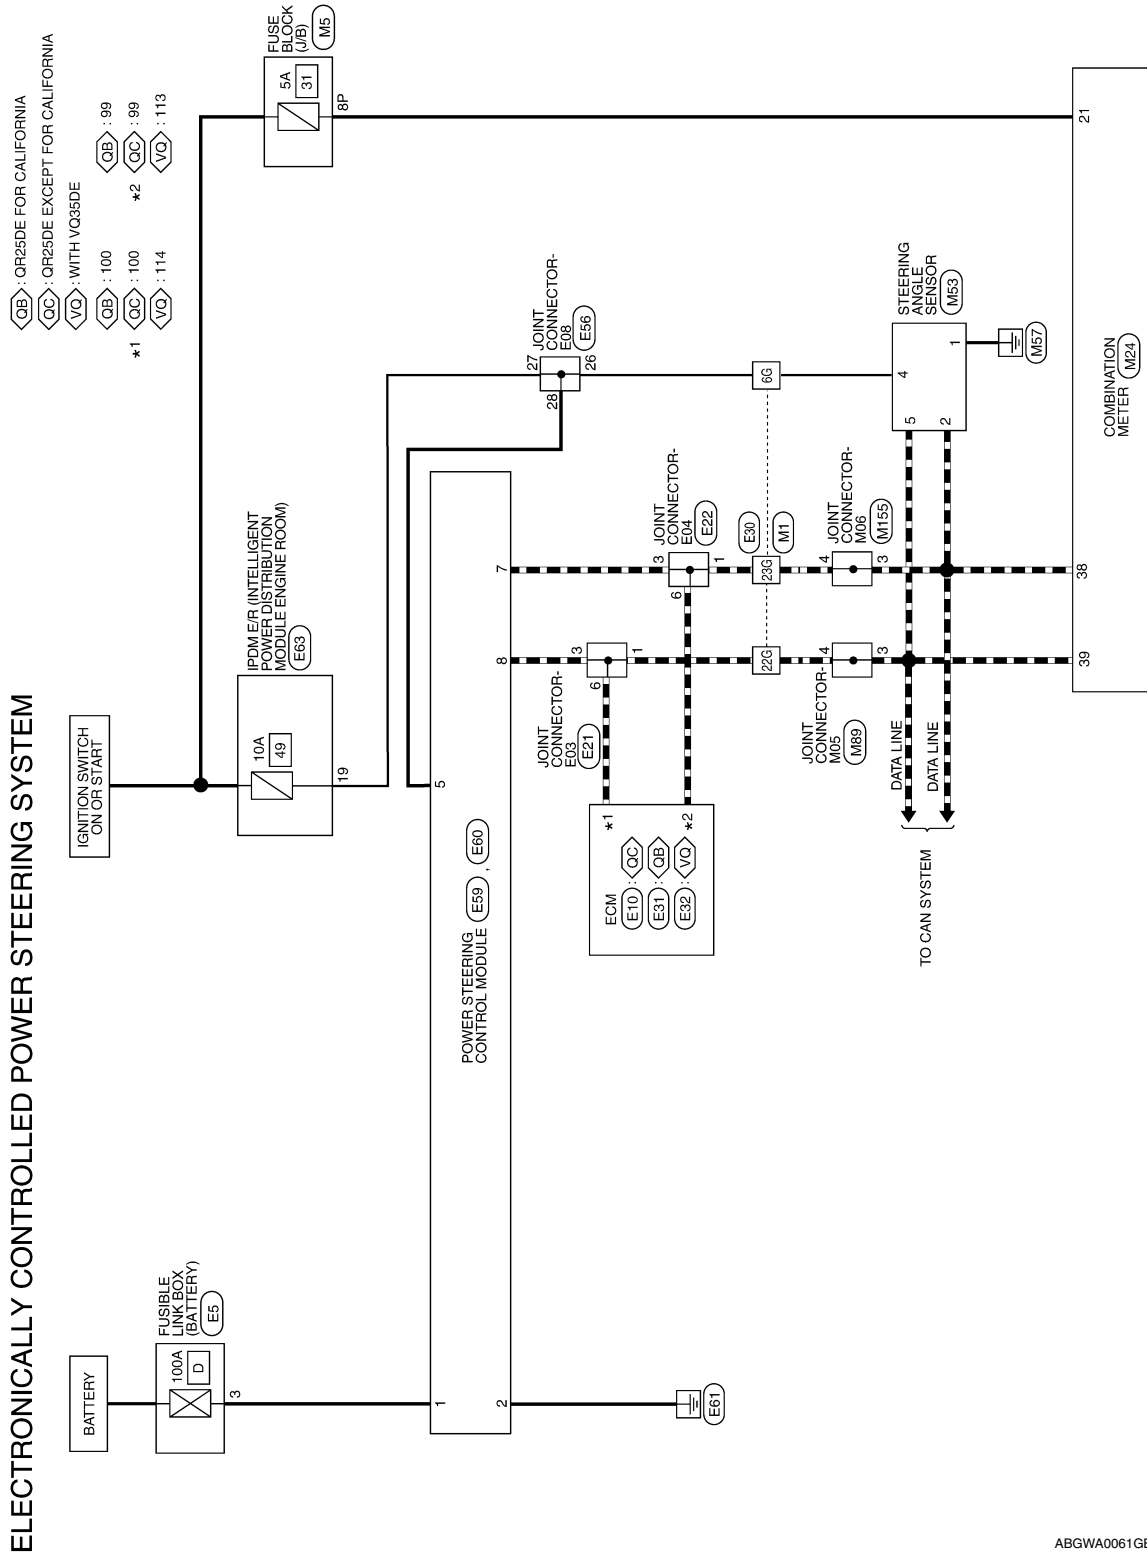 ELECTRONICALLY CONTROLLED POWER STEERING SYSTEM
QB : QR25DE FOR CALIFORNIA
QC : QR25DE EXCEPT FOR CALIFORNIA
VQ : WITH VQ35DE
*1
QB : 100
QC : 100
VQ : 114
*2
QB : 99
QC : 99
VQ : 113
BATTERY
IGNITION SWITCH
ON OR START
FUSIBLE
LINK BOX
(BATTERY)
E5
100A
D
3
IPDM E/R (INTELLIGENT
POWER DISTRIBUTION
MODULE ENGINE ROOM)
E63
10A
49
19
FUSE
BLOCK
(J/B)
M5
5A
31
8P
1
5
POWER STEERING
CONTROL MODULE
E59 , E60
2
8
7
27
28
26
JOINT
CONNECTOR-
E08
E56
E61
JOINT
CONNECTOR-
E03
E21
3
6
1
JOINT
CONNECTOR-
E04
E22
3
6
1
ECM
E10 : QC
E31 : QB
E32 : VQ
*1
*2
22G
23G
6G
E30
M1
JOINT
CONNECTOR-
M05
M89
4
3
JOINT
CONNECTOR-
M06
M155
4
3
STEERING
ANGLE
SENSOR
M53
4
1
5
2
M57
DATA LINE
DATA LINE
TO CAN SYSTEM
39
38
21
COMBINATION
METER
M24